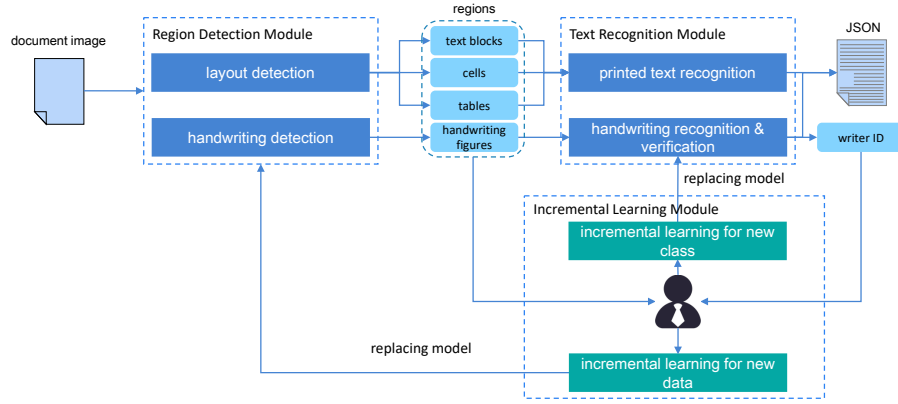 document image
Region Detection Module
layout detection
handwriting detection
regions
text blocks
cells
tables
handwriting
figures
Text Recognition Module
printed text recognition
handwriting recognition &
verification
JSON
writer ID
replacing model
Incremental Learning Module
incremental learning for new
class
replacing model
incremental learning for new
data